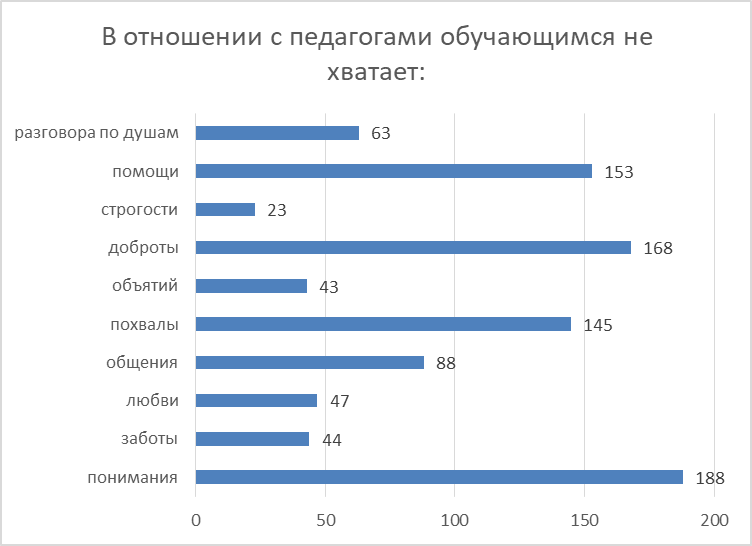 В отношении с педагогами обучающимся не
хватает:
разговора по душам 63
помощи 153
строгости 23
доброты 168
объятий 43
похвалы 145
общения 88
любви 47
заботы 44
понимания 188
0 50 100 150 200